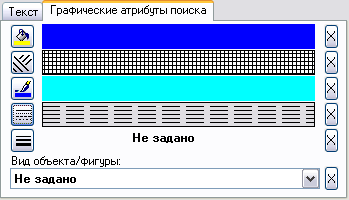 Текст
Графические атрибуты поиска
Не задано
Вид объекта/фигуры:
Не задано